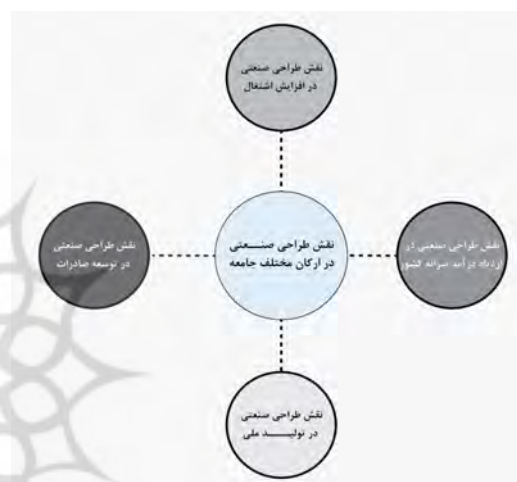 نقش طراحی صنعتی
در افزایش اشتغال
نقش طراحی صنعتی در
ازدیاد درآمد سرانه کشور
نقش طراحی صنعتی
در ارکان مختلف جامعه
نقش طراحی صنعتی
در توسعه صادرات
نقش طراحی صنعتی
در تولید ملی